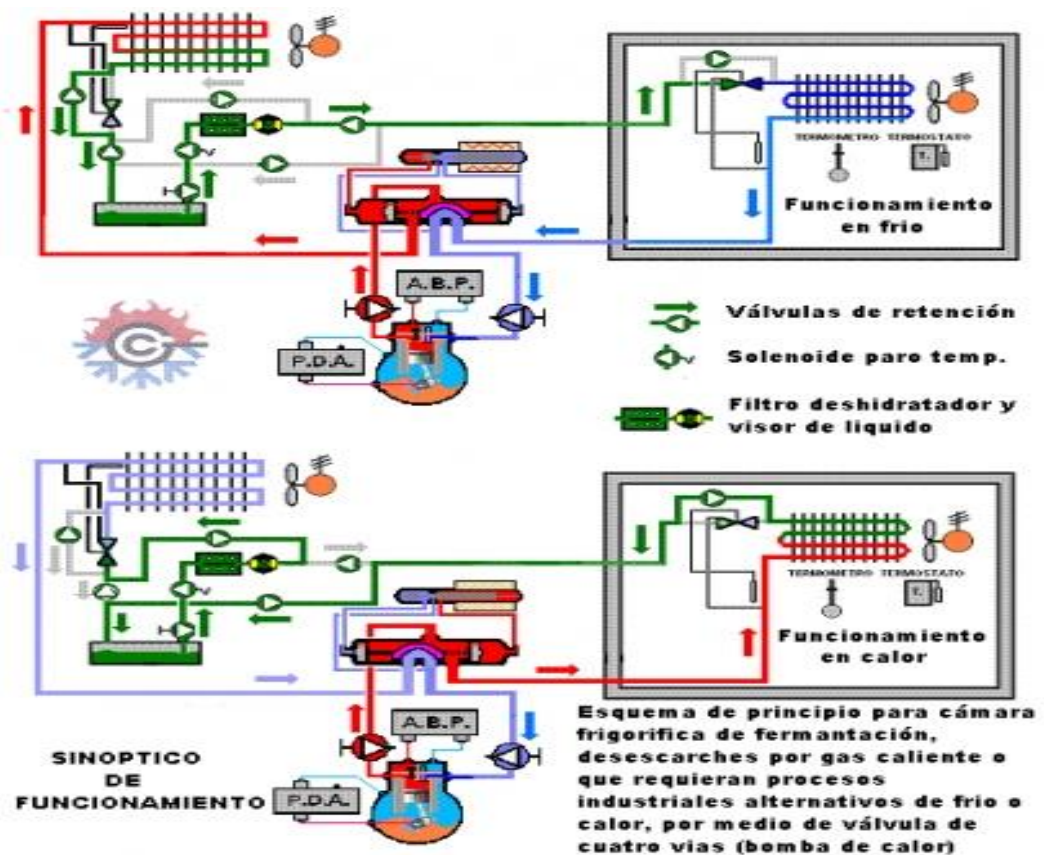 TERMOMETRO TERMOSTATO
T.
Funcionamiento
en frio
A.B.P.
P.D.A.
Válvulas de retención
Solenoide paro temp.
Filtro deshidratador y
visor de liquido
C
TERMOMETRO TERMOSTATO
T.
Funcionamiento
en calor
A.B.P.
P.D.A.
SINOPTICO
DE
FUNCIONAMIENTO
Esquema de principio para cámara
frigorifica de fermantación,
desescarches por gas caliente o
que requieran procesos
industriales alternativos de frio o
calor, por medio de válvula de
cuatro vias (bomba de calor)